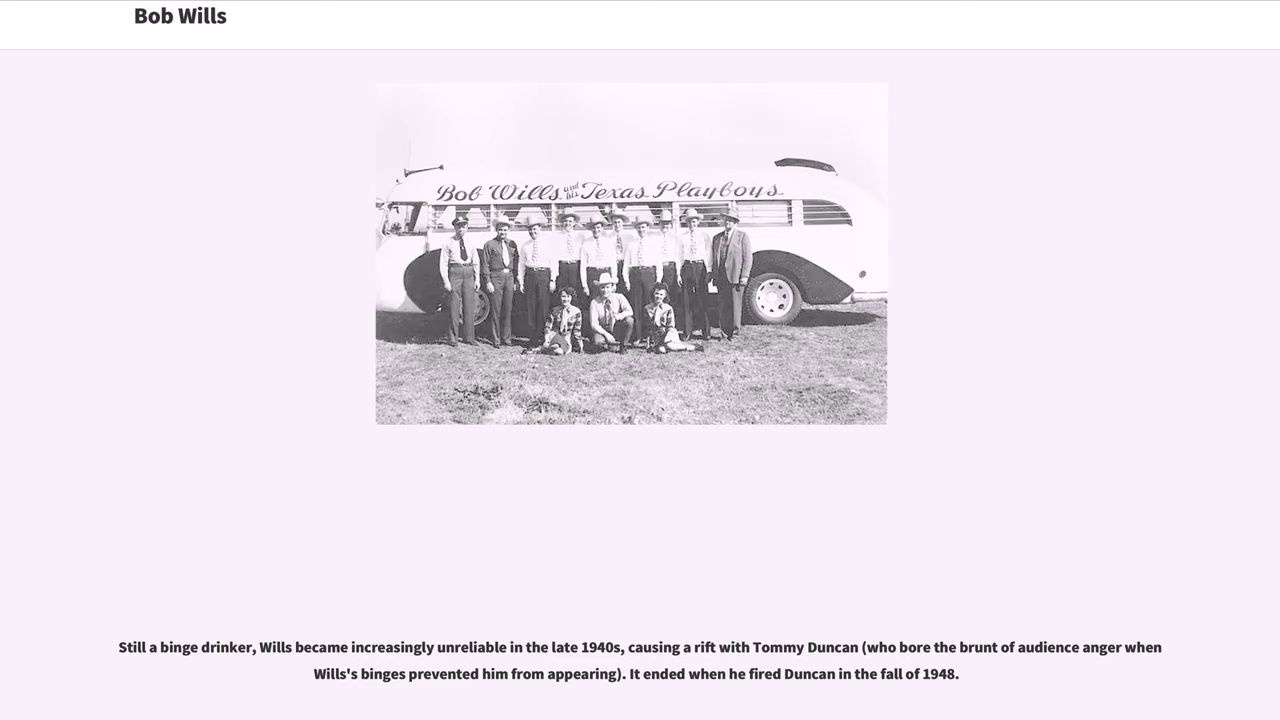 Bob Wills
Bob Wills and his Texas Playboys
Still a binge drinker, Wills became increasingly unreliable in the late 1940s, causing a rift with Tommy Duncan (who bore the brunt of audience anger when
Wills's binges prevented him from appearing). It ended when he fired Duncan in the fall of 1948.